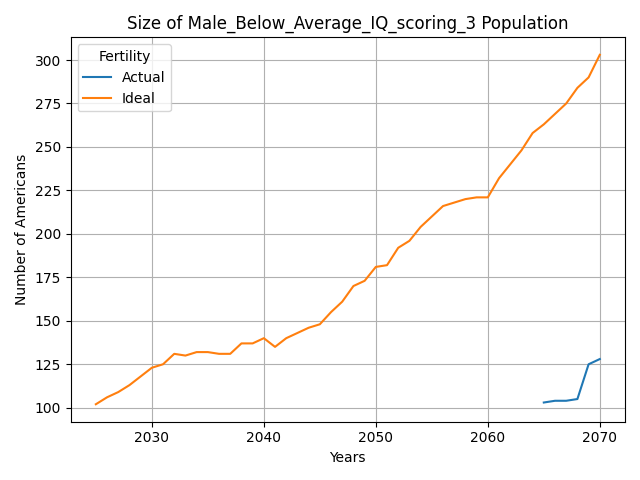 Size of Male_Below_Average_IQ_scoring_3 Population
Fertility
Actual
Ideal
Number of Americans
300
275
250
225
200
175
150
125
100
2030 2040 2050 2060 2070
Years